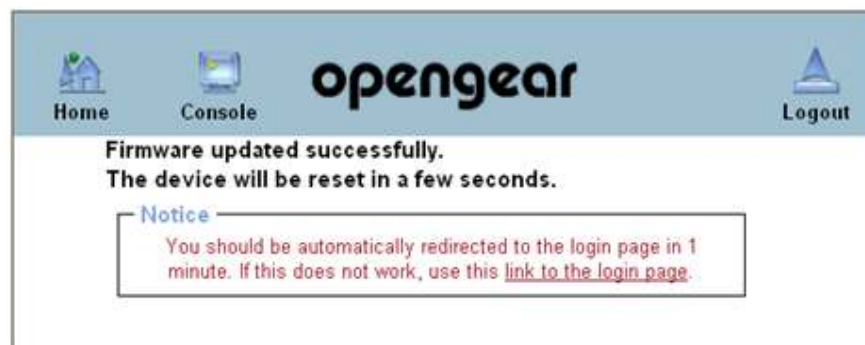 opengear
Home
Console
Logout
Firmware updated successfully.
The device will be reset in a few seconds.
Notice
You should be automatically redirected to the login page in 1
minute. If this does not work, use this link to the login page.